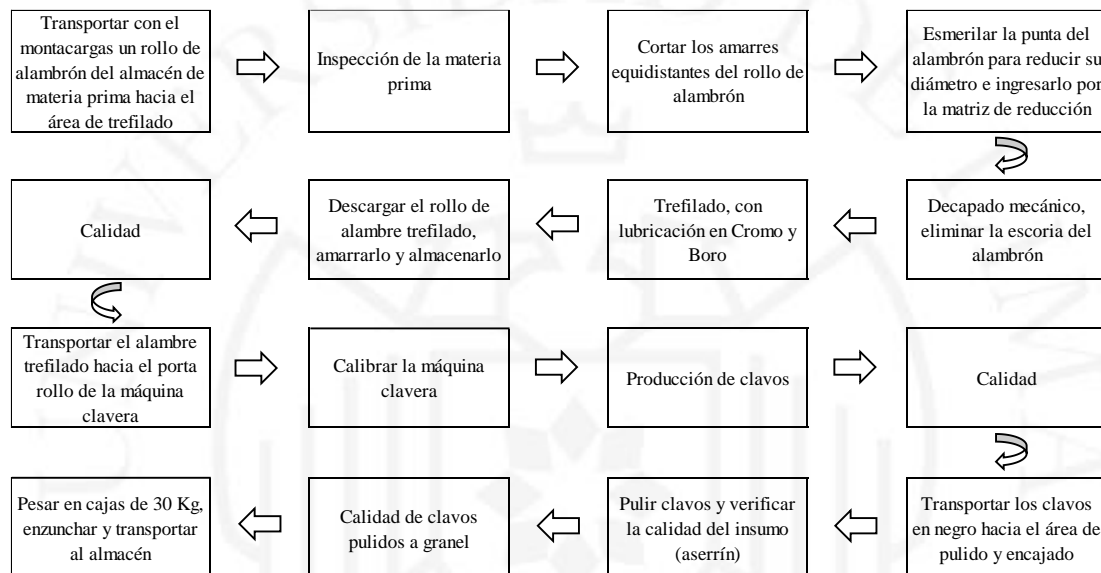 Transportar con el
montacargas un rollo de
alambrón del almacén de
materia prima hacia el
área de trefilado
Inspección de la materia
prima
Cortar los amarres
equidistantes del rollo de
alambrón
Esmerilar la punta del
alambrón para reducir su
diámetro e ingresarlo por
la matriz de reducción
Decapado mecánico,
eliminar la escoria del
alambrón
Trefilado, con
lubricación en Cromo y
Boro
Descargar el rollo de
alambre trefilado,
amarrarlo y almacenarlo
Calidad
Transportar el alambre
trefilado hacia el porta
rollo de la máquina
clavera
Calibrar la máquina
clavera
Producción de clavos
Calidad
Transportar los clavos
en negro hacia el área de
pulido y encajado
Pulir clavos y verificar
la calidad del insumo
(aserrín)
Calidad de clavos
pulidos a granel
Pesar en cajas de 30 Kg,
enzunchar y transportar
al almacén